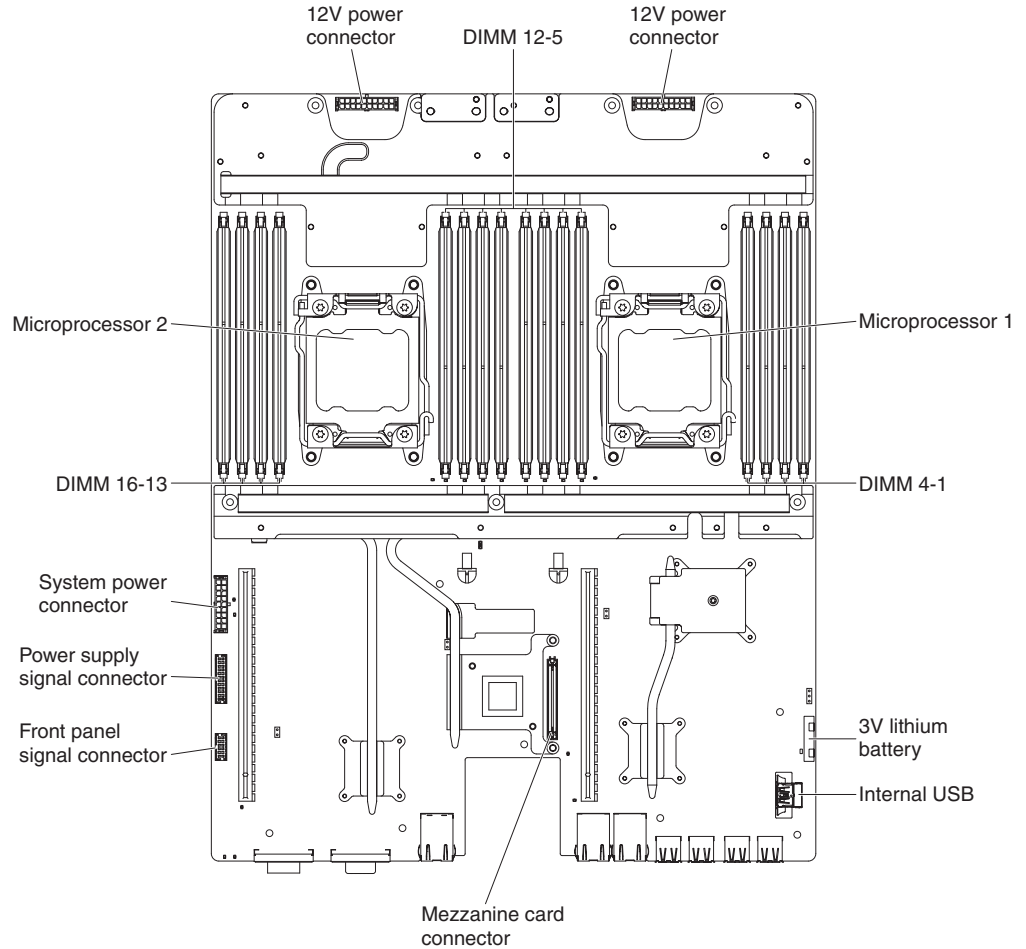 12V power
connector
DIMM 12-5
12V power
connector
Microprocessor 2
Microprocessor 1
DIMM 16-13
DIMM 4-1
System power
connector
Power supply
signal connector
Front panel
signal connector
3V lithium
battery
Internal USB
Mezzanine card
connector